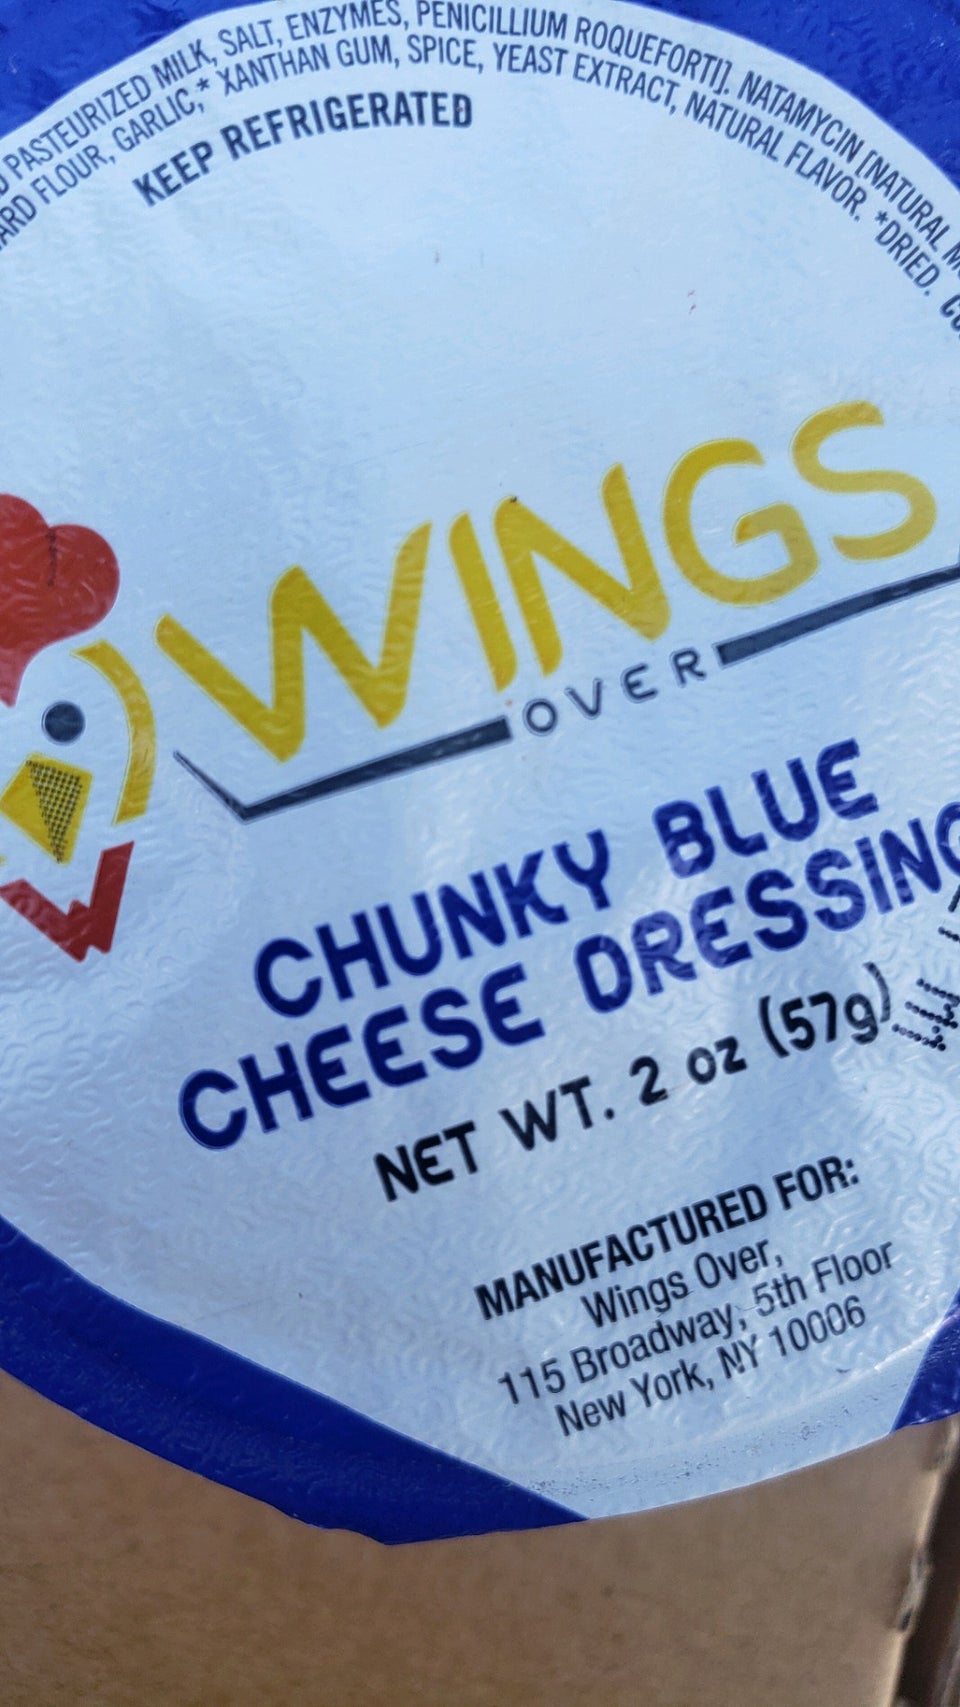 PASTEURIZED MILK, SALT, ENZYMES, PENICILLIUM ROQUEFORTI]. NATAMYCIN [NATURAL
FLOUR, GARLIC,* XANTHAN GUM, SPICE, YEAST EXTRACT, NATURAL FLAVOR. *DRIED.
KEEP REFRIGERATED
WINGS
OVER
CHUNKY BLUE
CHEESE DRESSING
NET WT. 2 oz (57g)
MANUFACTURED FOR:
Wings Over,
115 Broadway, 5th Floor
New York, NY 10006